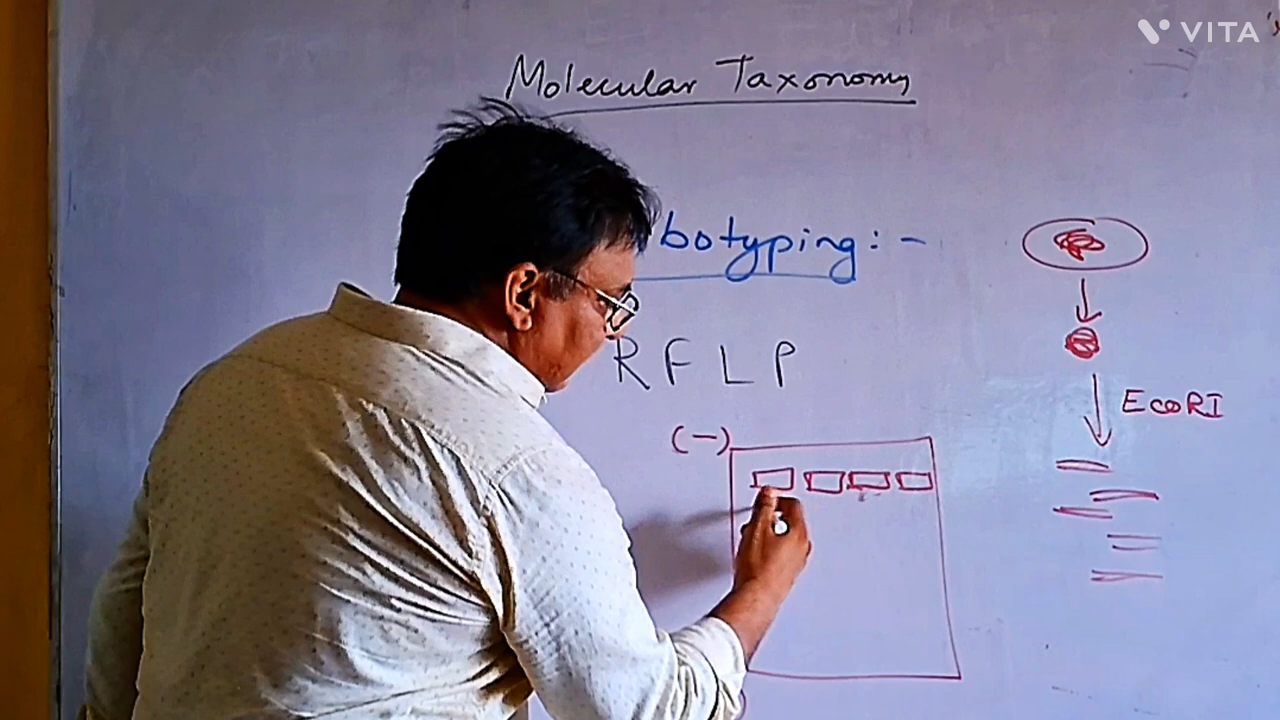 VITA
Molecular Taxonomy
botyping:-
RFLP
EcoRI
(-)